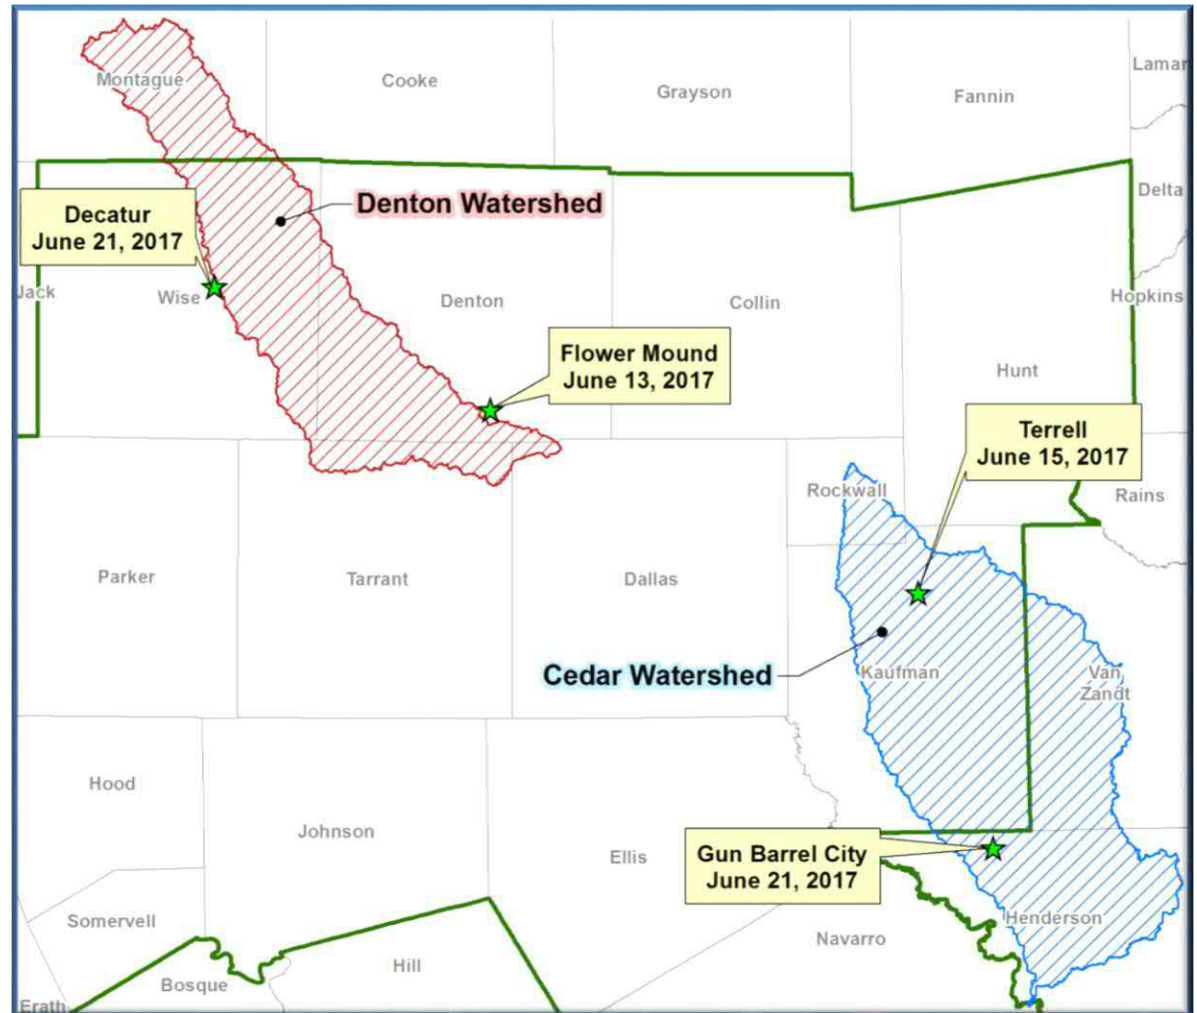 Lamar
Montague
Cooke
Grayson
Fannin
Delta
Denton Watershed
Decatur
June 21, 2017
Jack
Wise
Denton
Collin
Hopkins
Flower Mound
June 13, 2017
Hunt
Terrell
June 15, 2017
Rockwall
Rains
Parker
Tarrant
Dallas
Cedar Watershed
Kaufman
Van
Zandt
Hood
Johnson
Ellis
Gun Barrel City
June 21, 2017
Somervell
Henderson
Navarro
Hill
Bosque
Erath